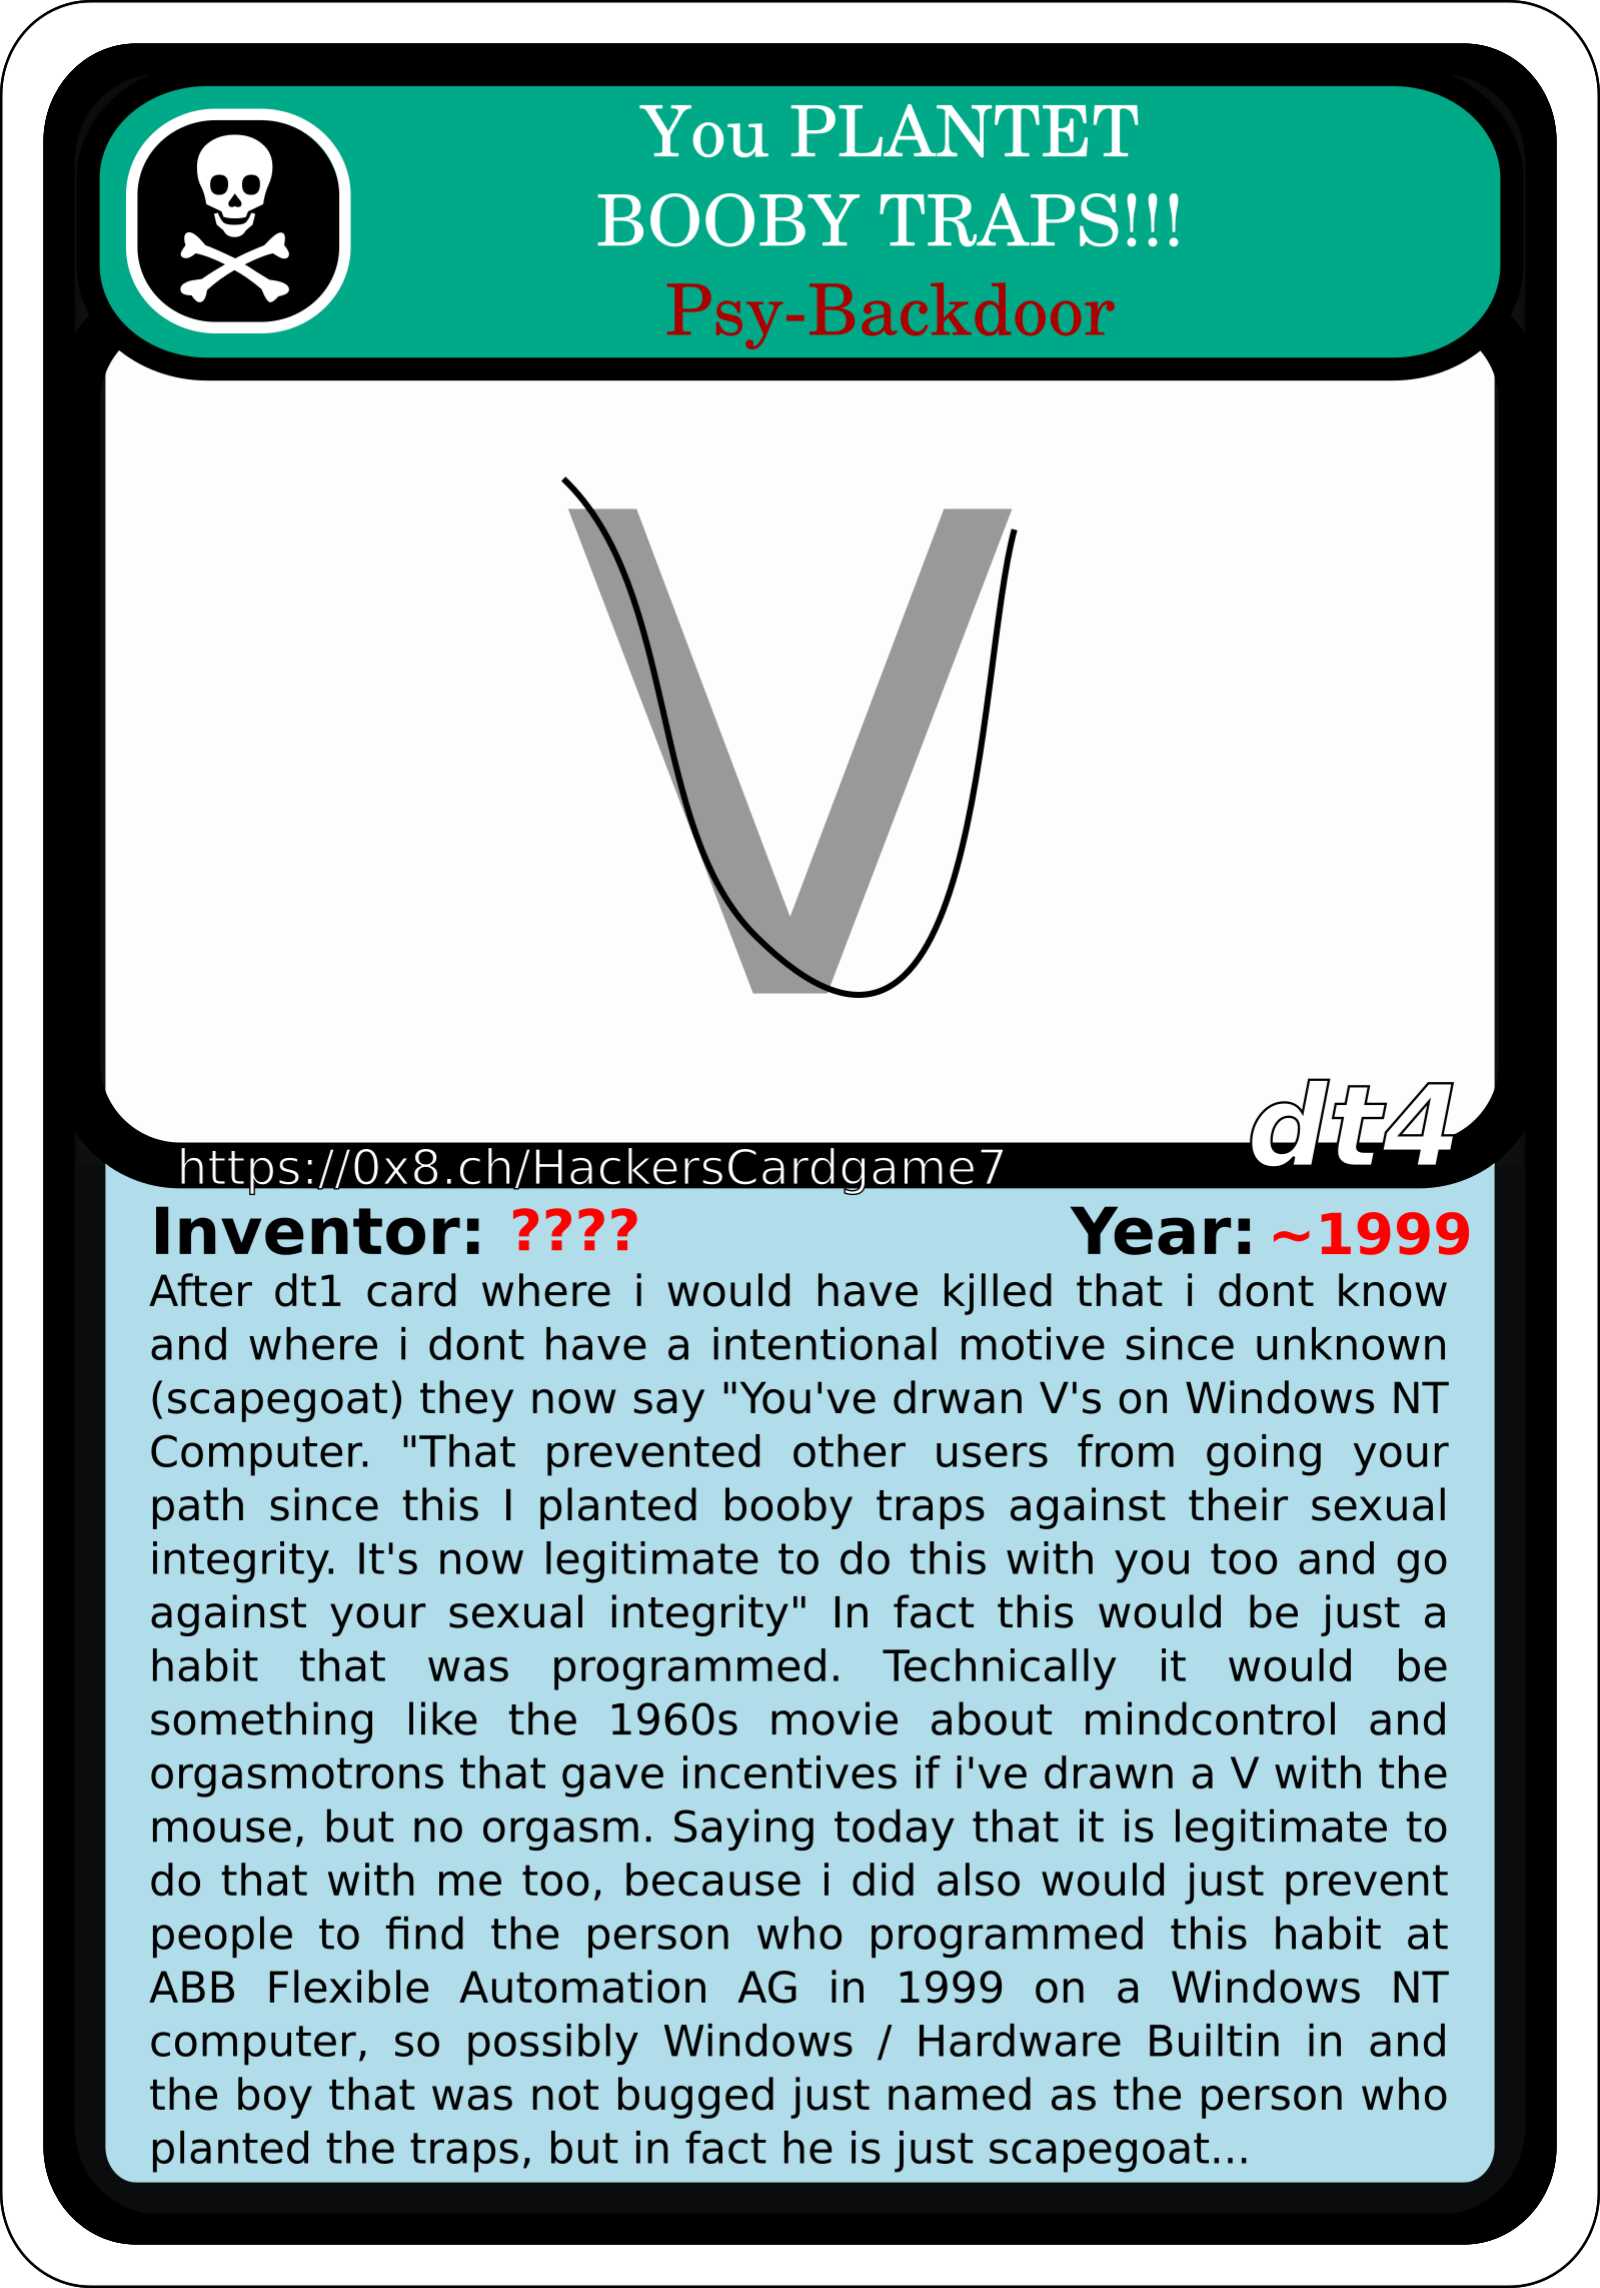 You PLANTET
BOOBY TRAPS!!!
Psy-Backdoor
V
dt4
https://0x8.ch/HackersCardgame7
Inventor: ????
Year: ~1999
After dt1 card where i would have kjlled that i dont know
and where i dont have a intentional motive since unknown
(scapegoat) they now say "You've drwan V's on Windows NT
Computer. "That prevented other users from going your
path since this I planted booby traps against their sexual
integrity. It's now legitimate to do this with you too and go
against your sexual integrity" In fact this would be just a
habit that was programmed. Technically it would be
something like the 1960s movie about mindcontrol and
orgasmotrons that gave incentives if i've drawn a V with the
mouse, but no orgasm. Saying today that it is legitimate to
do that with me too, because i did also would just prevent
people to find the person who programmed this habit at
ABB Flexible Automation AG in 1999 on a Windows NT
computer, so possibly Windows / Hardware Builtin in and
the boy that was not bugged just named as the person who
planted the traps, but in fact he is just scapegoat...